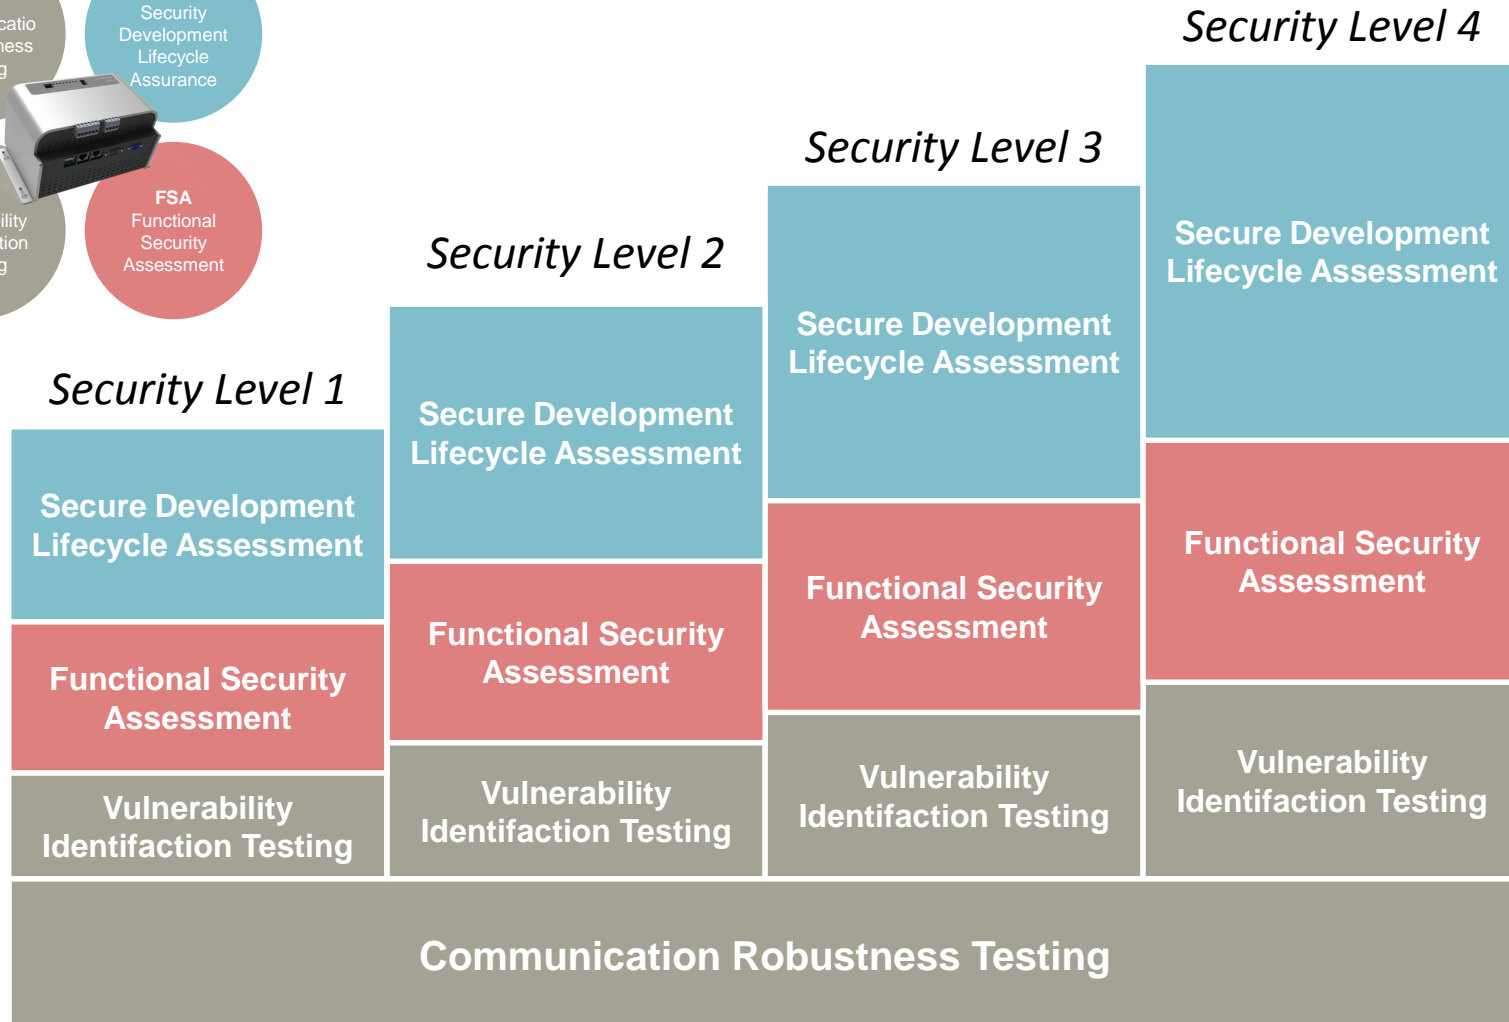 Security
Development
Lifecycle
Assurance
FSA
Functional
Security
Assessment
Security Level 1
Secure Development
Lifecycle Assessment
Functional Security
Assessment
Vulnerability
Identifaction Testing
Security Level 2
Secure Development
Lifecycle Assessment
Functional Security
Assessment
Vulnerability
Identifaction Testing
Security Level 3
Secure Development
Lifecycle Assessment
Functional Security
Assessment
Vulnerability
Identifaction Testing
Security Level 4
Secure Development
Lifecycle Assessment
Functional Security
Assessment
Vulnerability
Identifaction Testing
Communication Robustness Testing